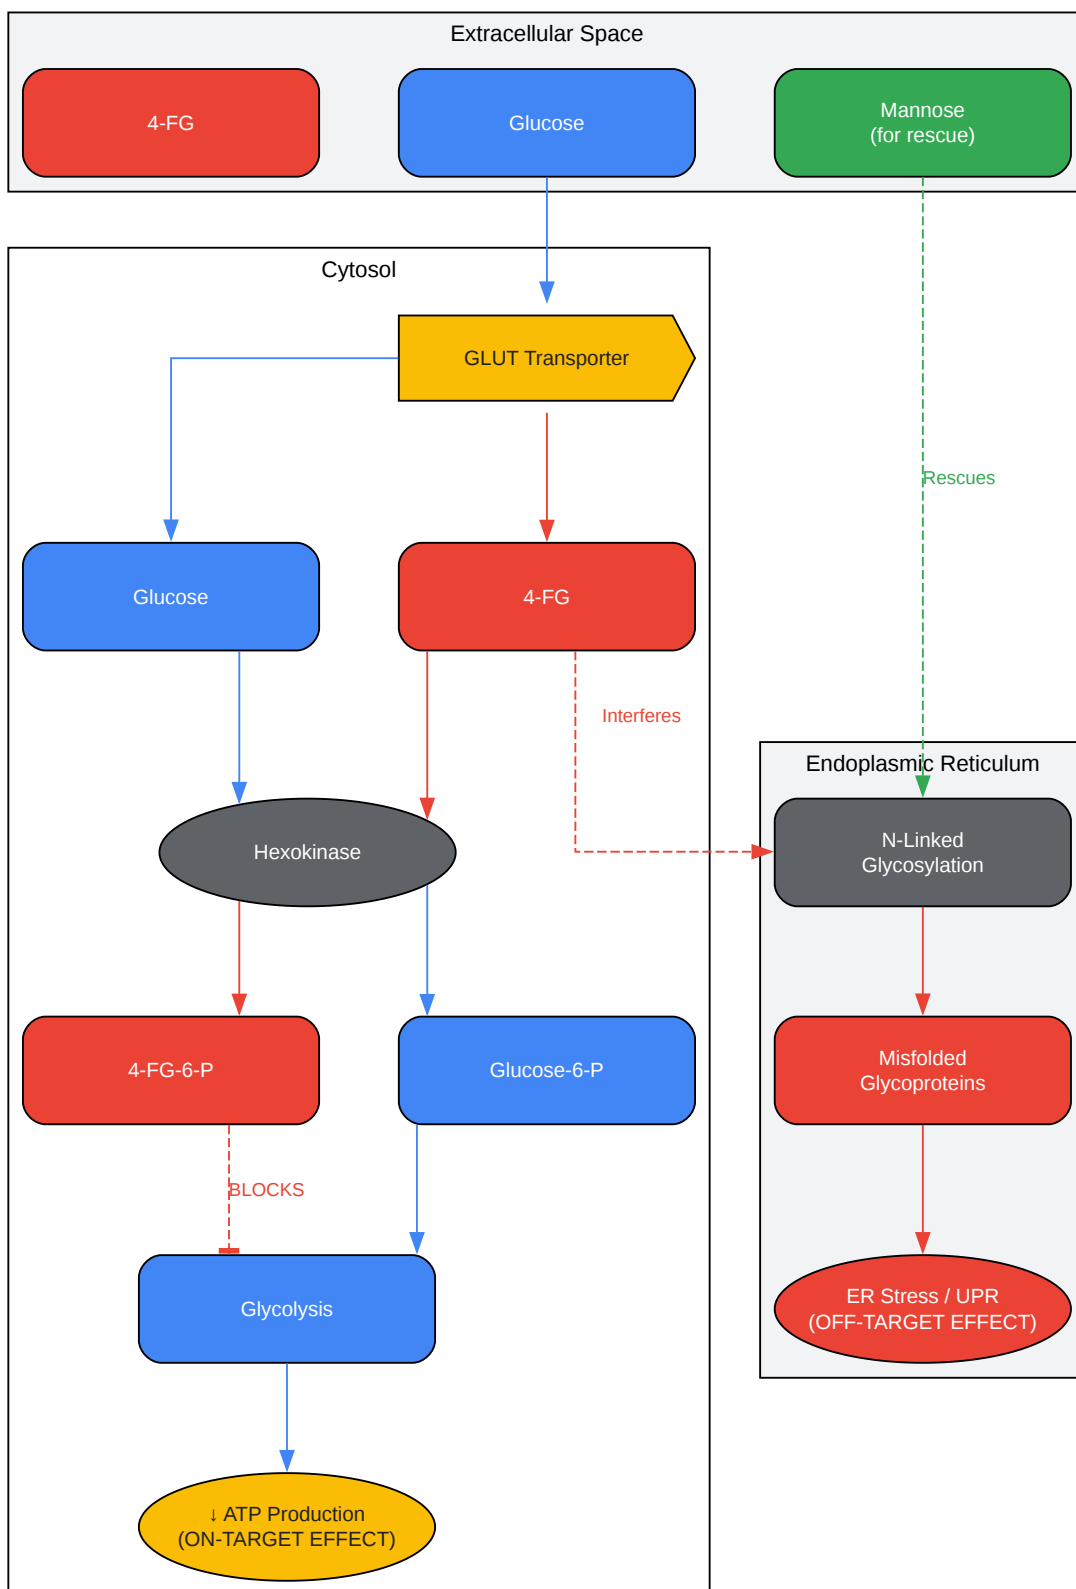 Extracellular Space
4-FG
Glucose
Mannose
(for rescue)
Cytosol
GLUT Transporter
Rescues
Glucose
4-FG
Interferes
Endoplasmic Reticulum
Hexokinase
N-Linked
Glycosylation
4-FG-6-P
Glucose-6-P
Misfolded
Glycoproteins
BLOCKS
Glycolysis
ER Stress / UPR
(OFF-TARGET EFFECT)
↓ ATP Production
(ON-TARGET EFFECT)